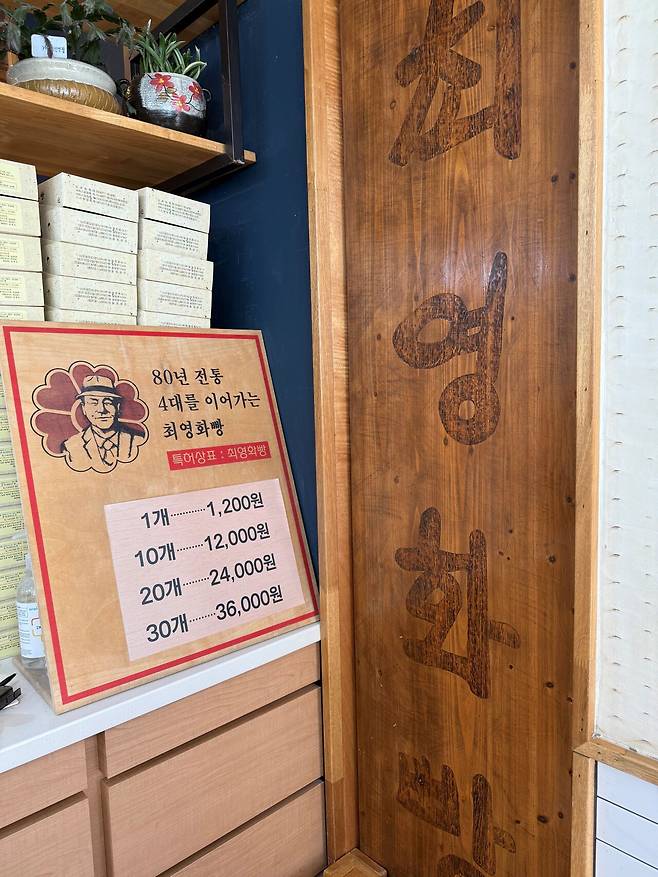 80년 전통
4대를 이어가는
최영화빵
특허상표 : 최영화빵
1개··········1,200원
10개········12,000원
20개········24,000원
30개········36,000원
최
영
화
빵